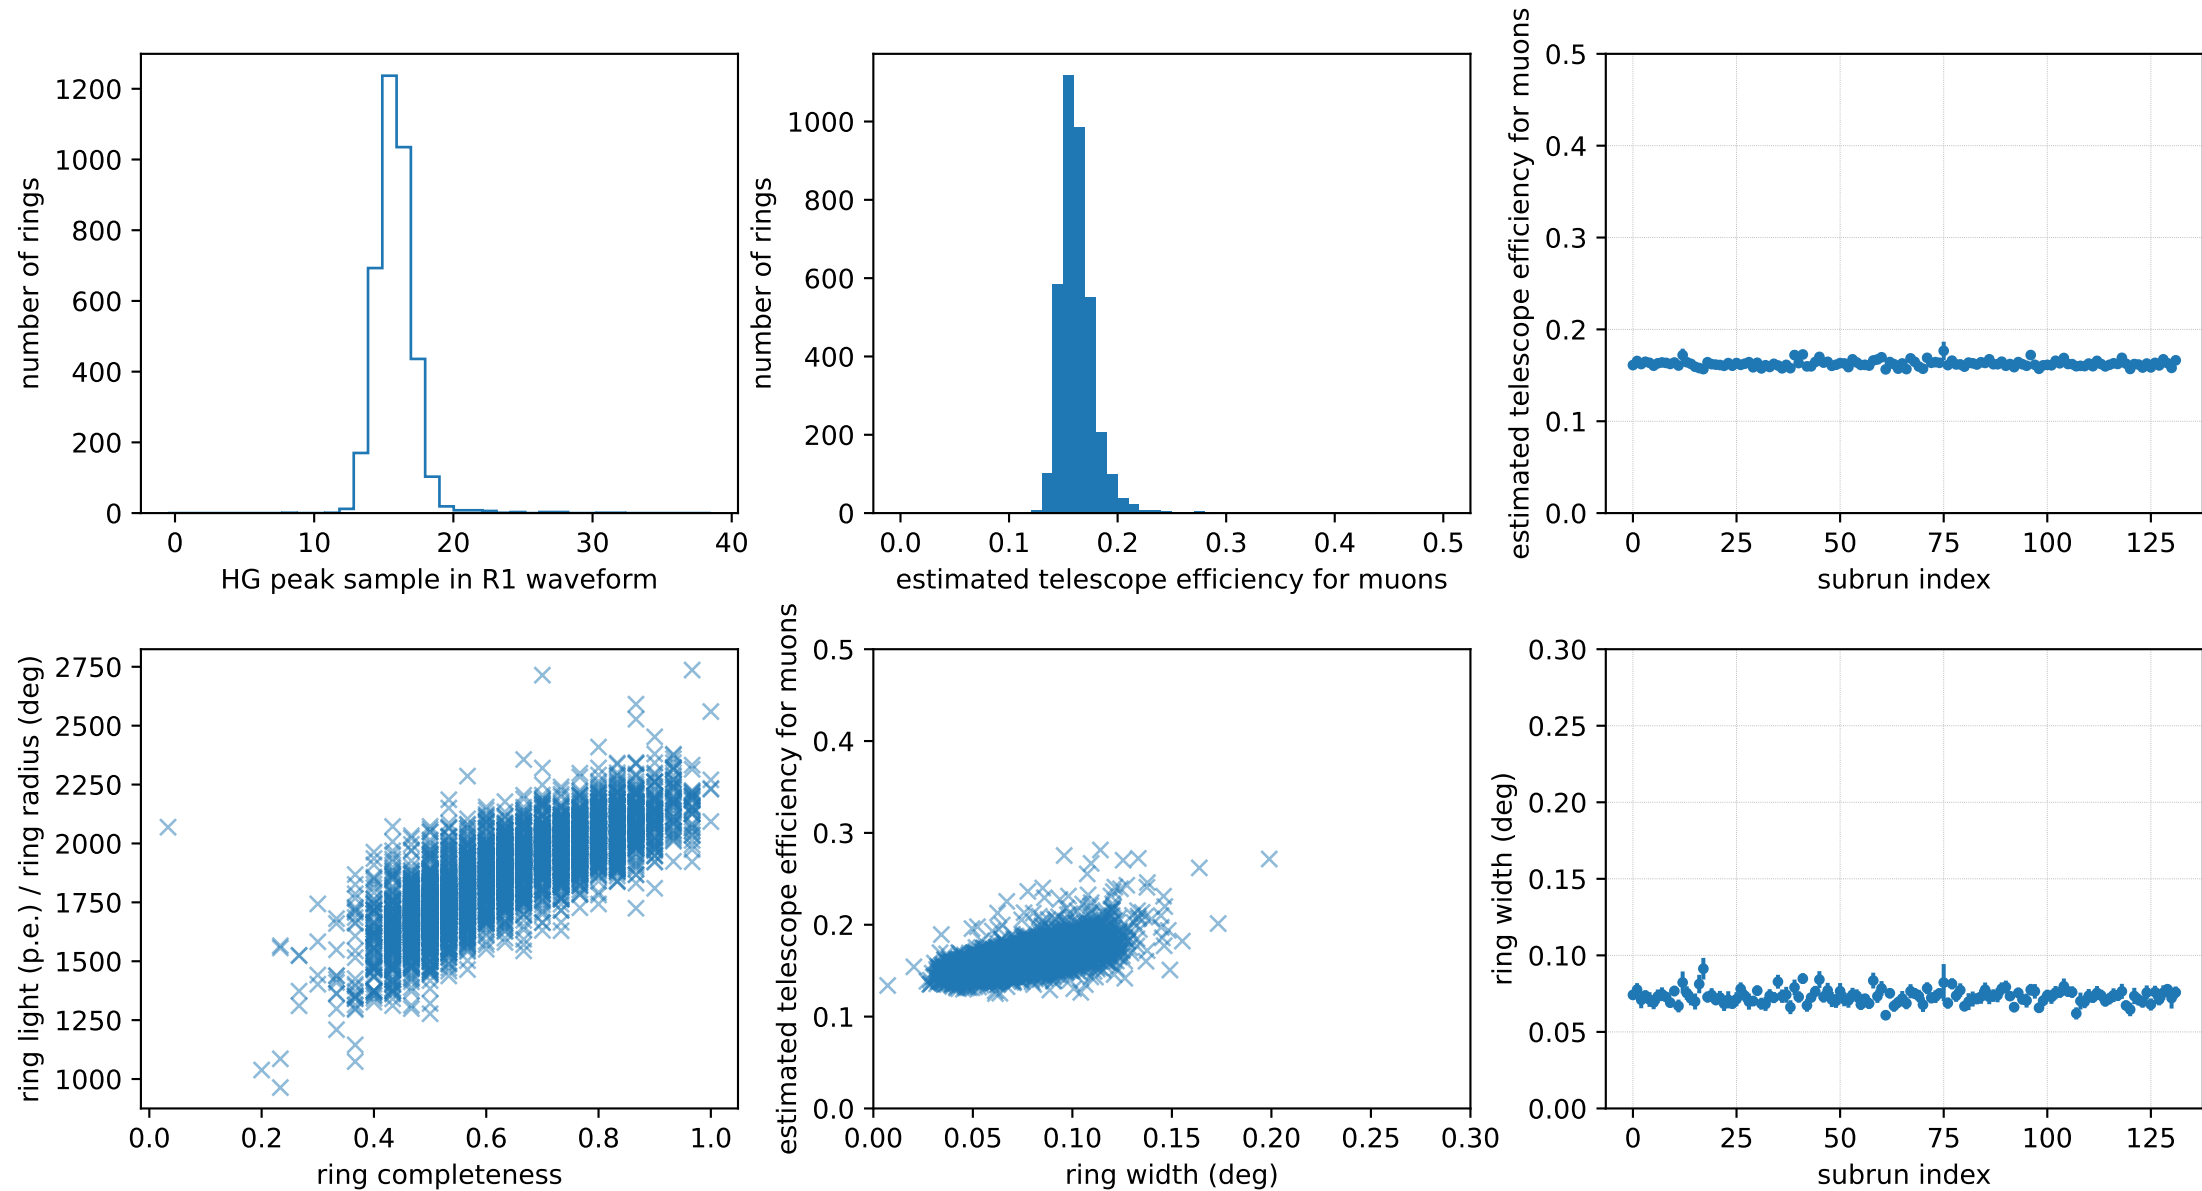 number of rings
1200
1000
800
600
400
200
0
0 10 20 30 40
HG peak sample in R1 waveform
number of rings
1000
800
600
400
200
0
0.0 0.1 0.2 0.3 0.4 0.5
estimated telescope efficiency for muons
estimated telescope efficiency for muons
0.5
0.4
0.3
0.2
0.1
0.0
0 25 50 75 100 125
subrun index
ring light (p.e.) / ring radius (deg)
2750
2500
2250
2000
1750
1500
1250
1000
0.0 0.2 0.4 0.6 0.8 1.0
ring completeness
estimated telescope efficiency for muons
0.5
0.4
0.3
0.2
0.1
0.0
0.00 0.05 0.10 0.15 0.20 0.25 0.30
ring width (deg)
ring width (deg)
0.30
0.25
0.20
0.15
0.10
0.05
0.00
0 25 50 75 100 125
subrun index